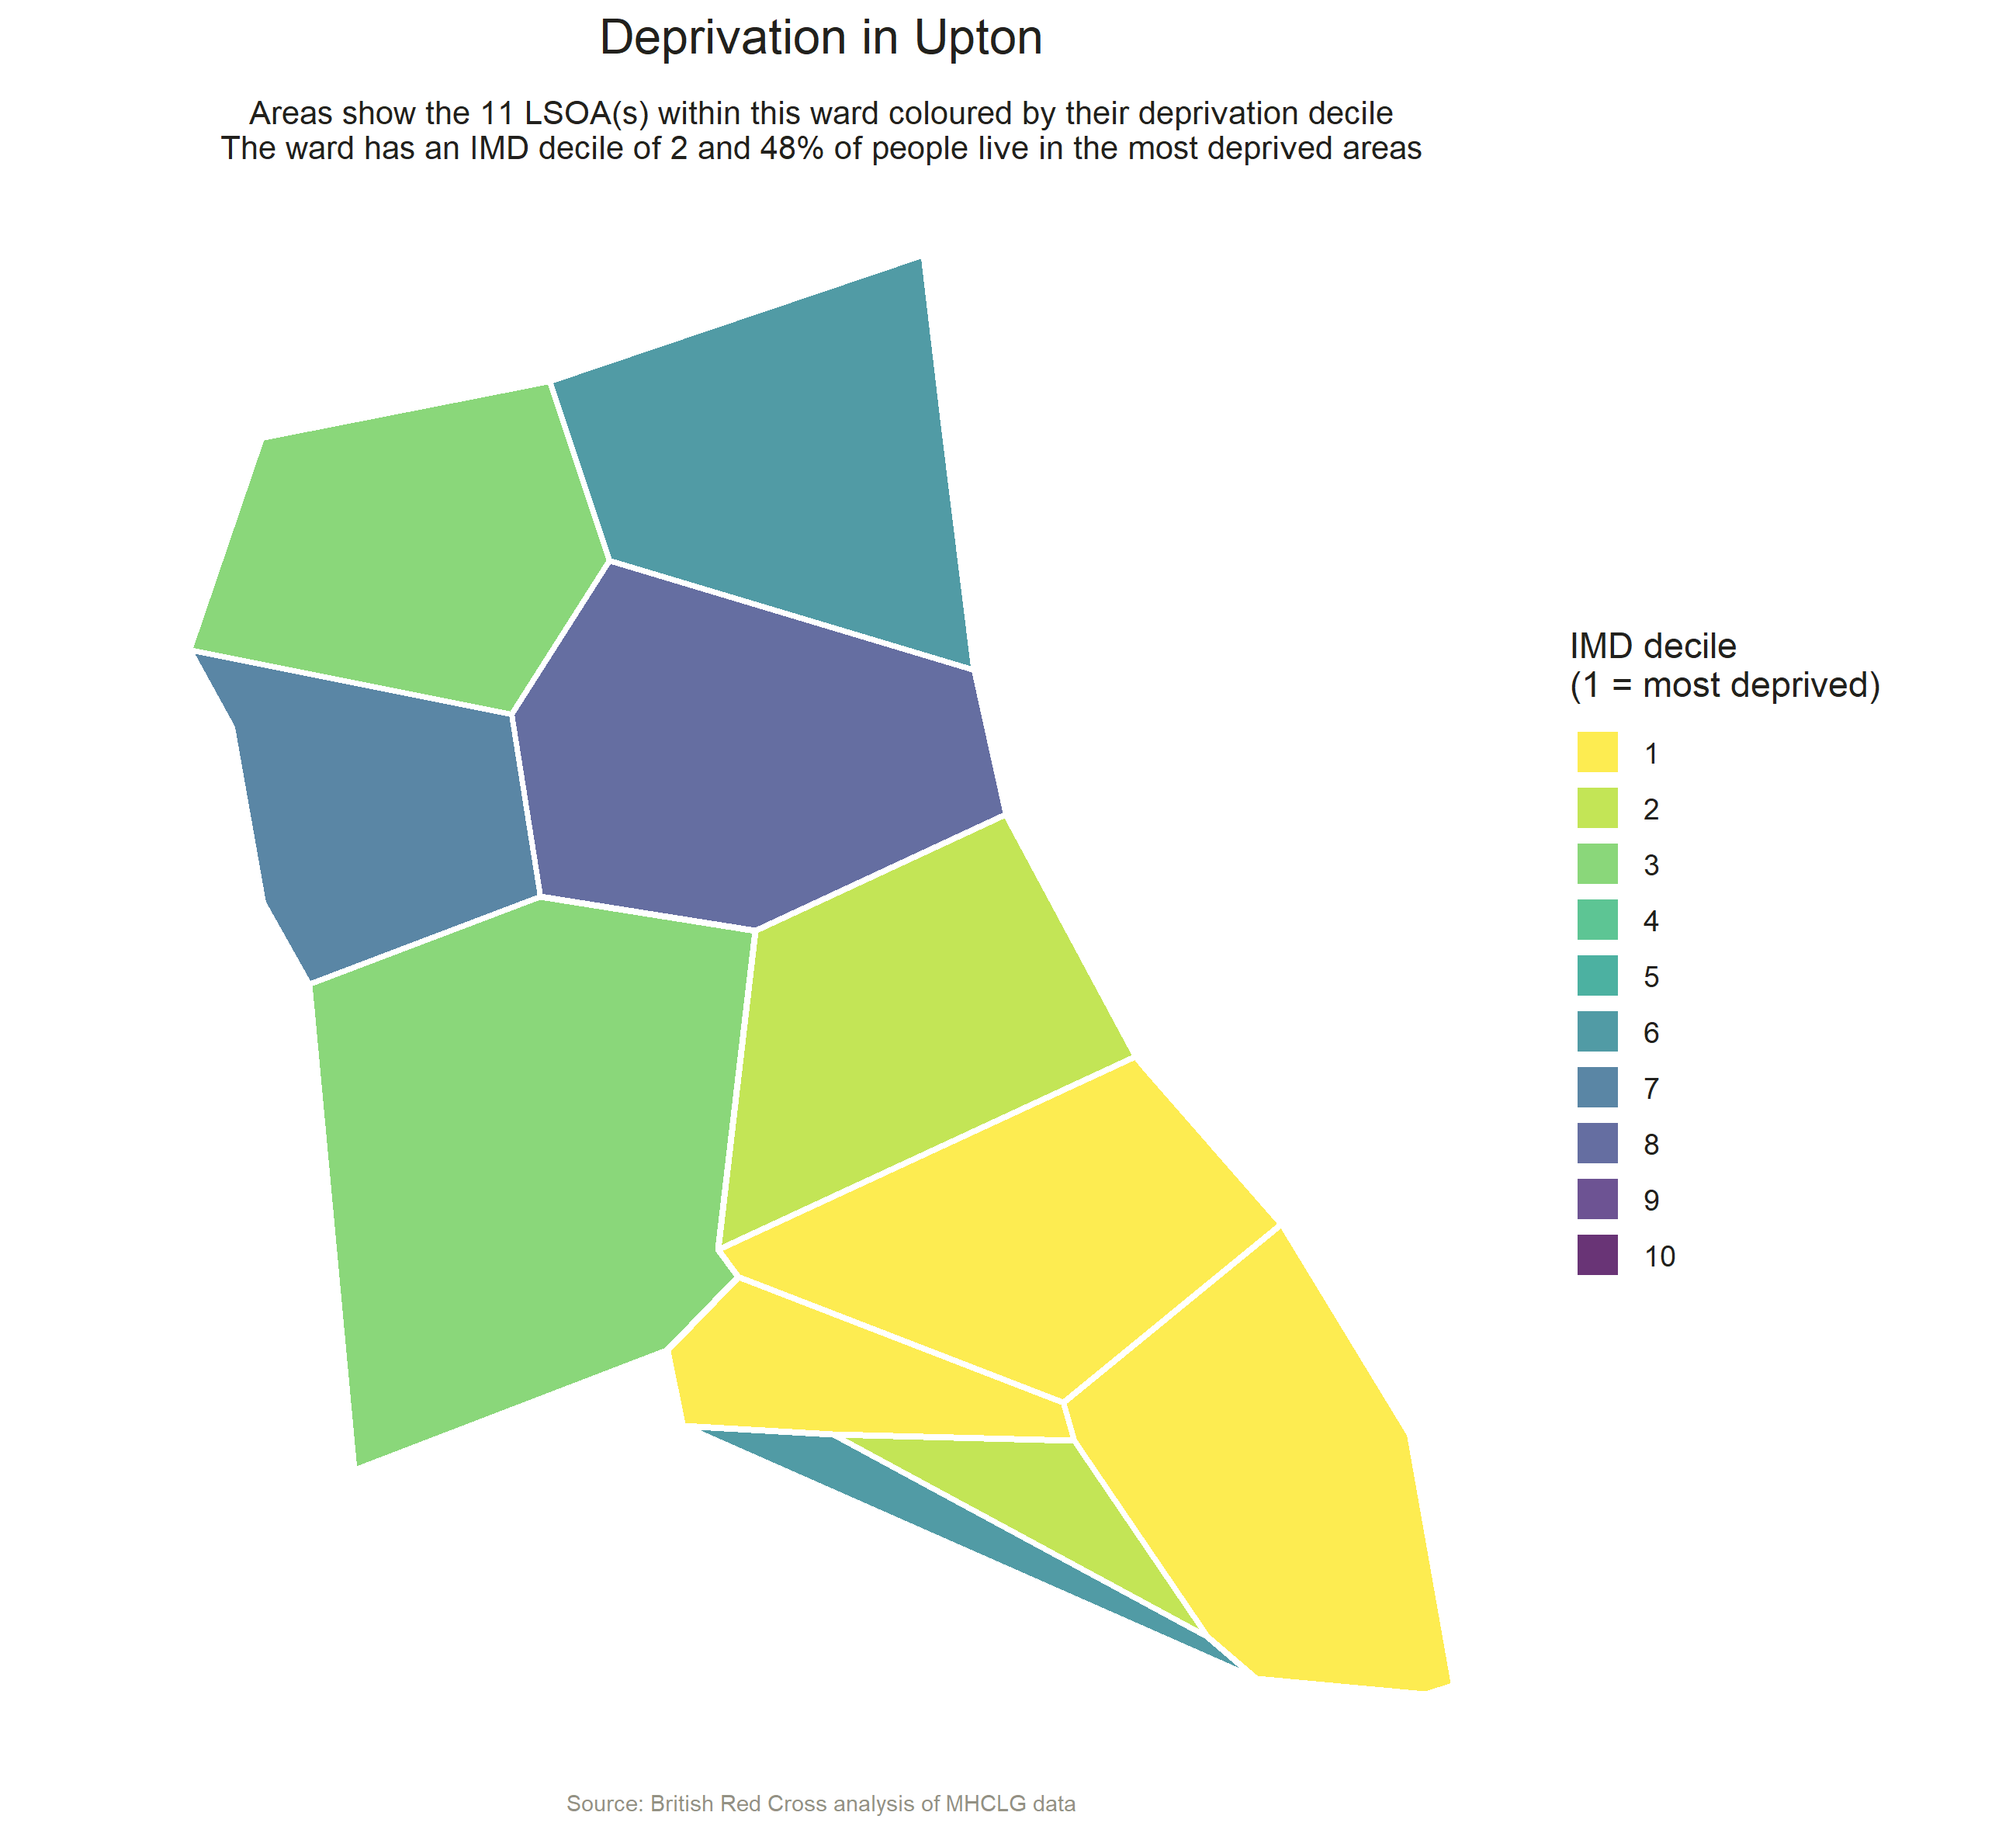 Deprivation in Upton
Areas show the 11 LSOA(s) within this ward coloured by their deprivation decile
The ward has an IMD decile of 2 and 48% of people live in the most deprived areas
IMD decile
(1 = most deprived)
1
2
3
4
5
6
7
8
9
10
Source: British Red Cross analysis of MHCLG data